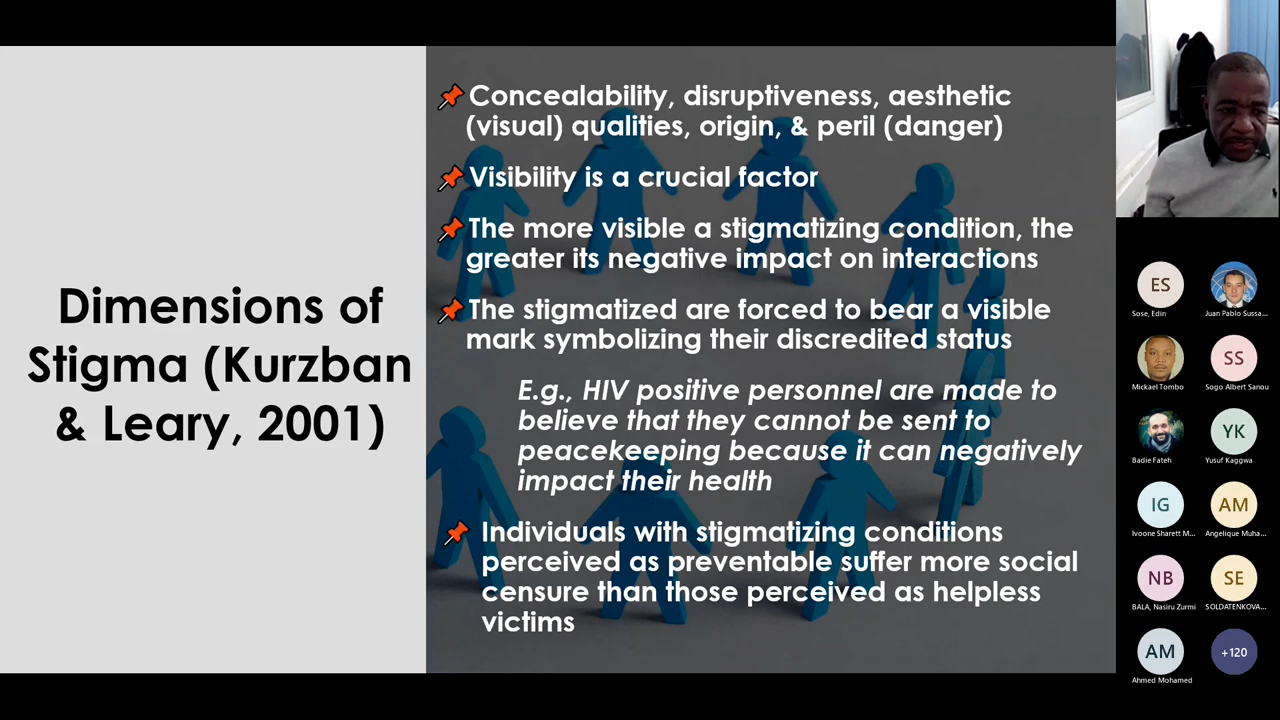 Dimensions of
Stigma (Kurzban
& Leary, 2001)
Concealability, disruptiveness, aesthetic
(visual) qualities, origin, & peril (danger)
Visibility is a crucial factor
The more visible a stigmatizing condition, the
greater its negative impact on interactions
The stigmatized are forced to bear a visible
mark symbolizing their discredited status
E.g., HIV positive personnel are made to
believe that they cannot be sent to
peacekeeping because it can negatively
impact their health
Individuals with stigmatizing conditions
perceived as preventable suffer more social
censure than those perceived as helpless
victims
ES
Sose, Edin
Juan Pablo Sussa...
Mickael Tombo
SS
Sogo Albert Sanou
Badie Fateh
YK
Yusuf Kaggwa
IG
Ivoone Sharett M...
AM
Angelique Muha...
NB
BALA, Nasiru Zurmi
SE
SOLDATENKOVA...
AM
Ahmed Mohamed
+120